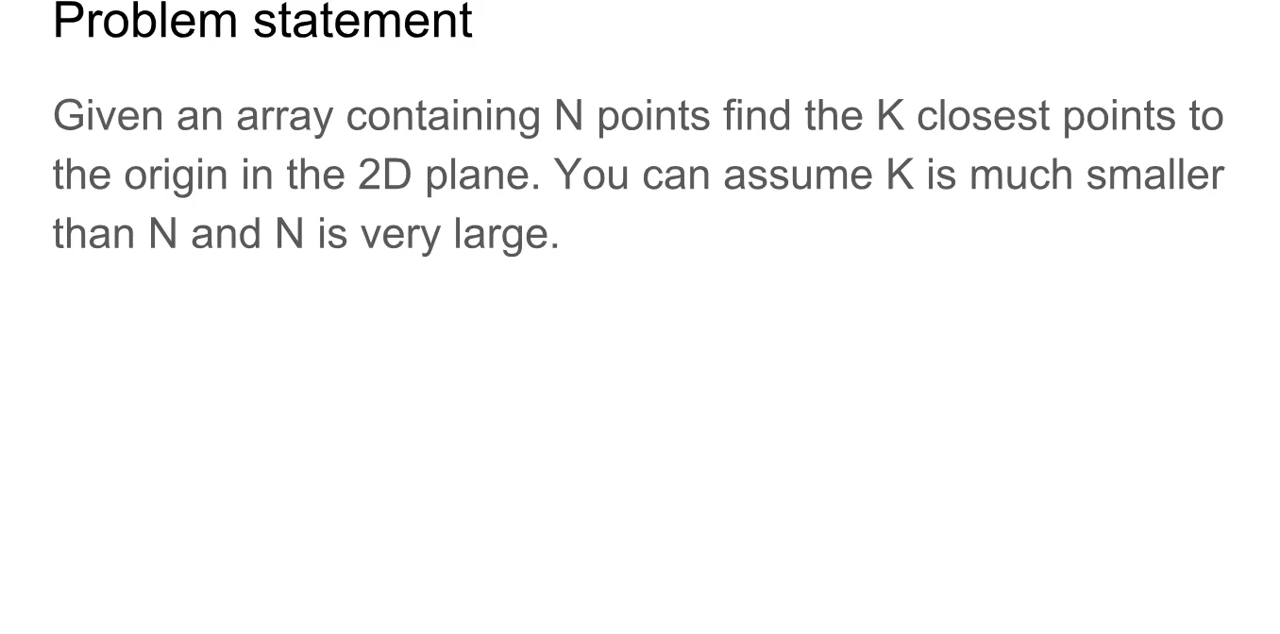 Problem statement
Given an array containing N points find the K closest points to
the origin in the 2D plane. You can assume K is much smaller
than N and N is very large.